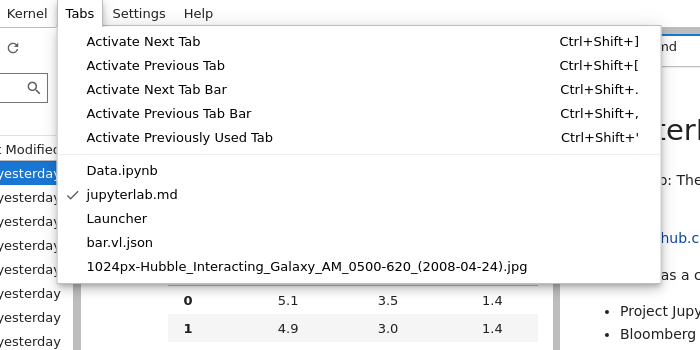 Kernel Tabs Settings Help
Activate Next Tab Ctrl+Shift+]
Activate Previous Tab Ctrl+Shift+[
Activate Next Tab Bar Ctrl+Shift+.
Activate Previous Tab Bar Ctrl+Shift+,
Activate Previously Used Tab Ctrl+Shift+'
Data.ipynb
jupyterlab.md
Launcher
bar.vl.json
1024px-Hubble_Interacting_Galaxy_AM_0500-620_(2008-04-24).jpg
t Modified
yesterday
yesterday
yesterday
yesterday
yesterday
yesterday
yesterday
yesterday
0 5.1 3.5 1.4
1 4.9 3.0 1.4
nd
terl
b: The
hub.c
as a c
• Project Jupy
• Bloomberg